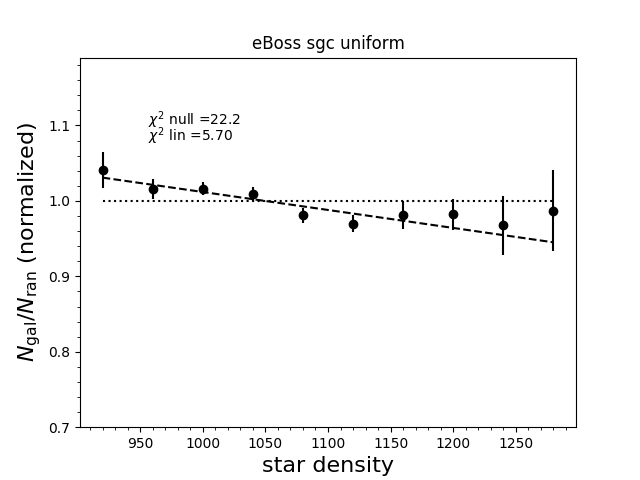 eBoss sgc uniform
χ² null =22.2
χ² lin =5.70
1.1
1.0
0.9
0.8
0.7
N_gal/N_ran (normalized)
950 1000 1050 1100 1150 1200 1250
star density